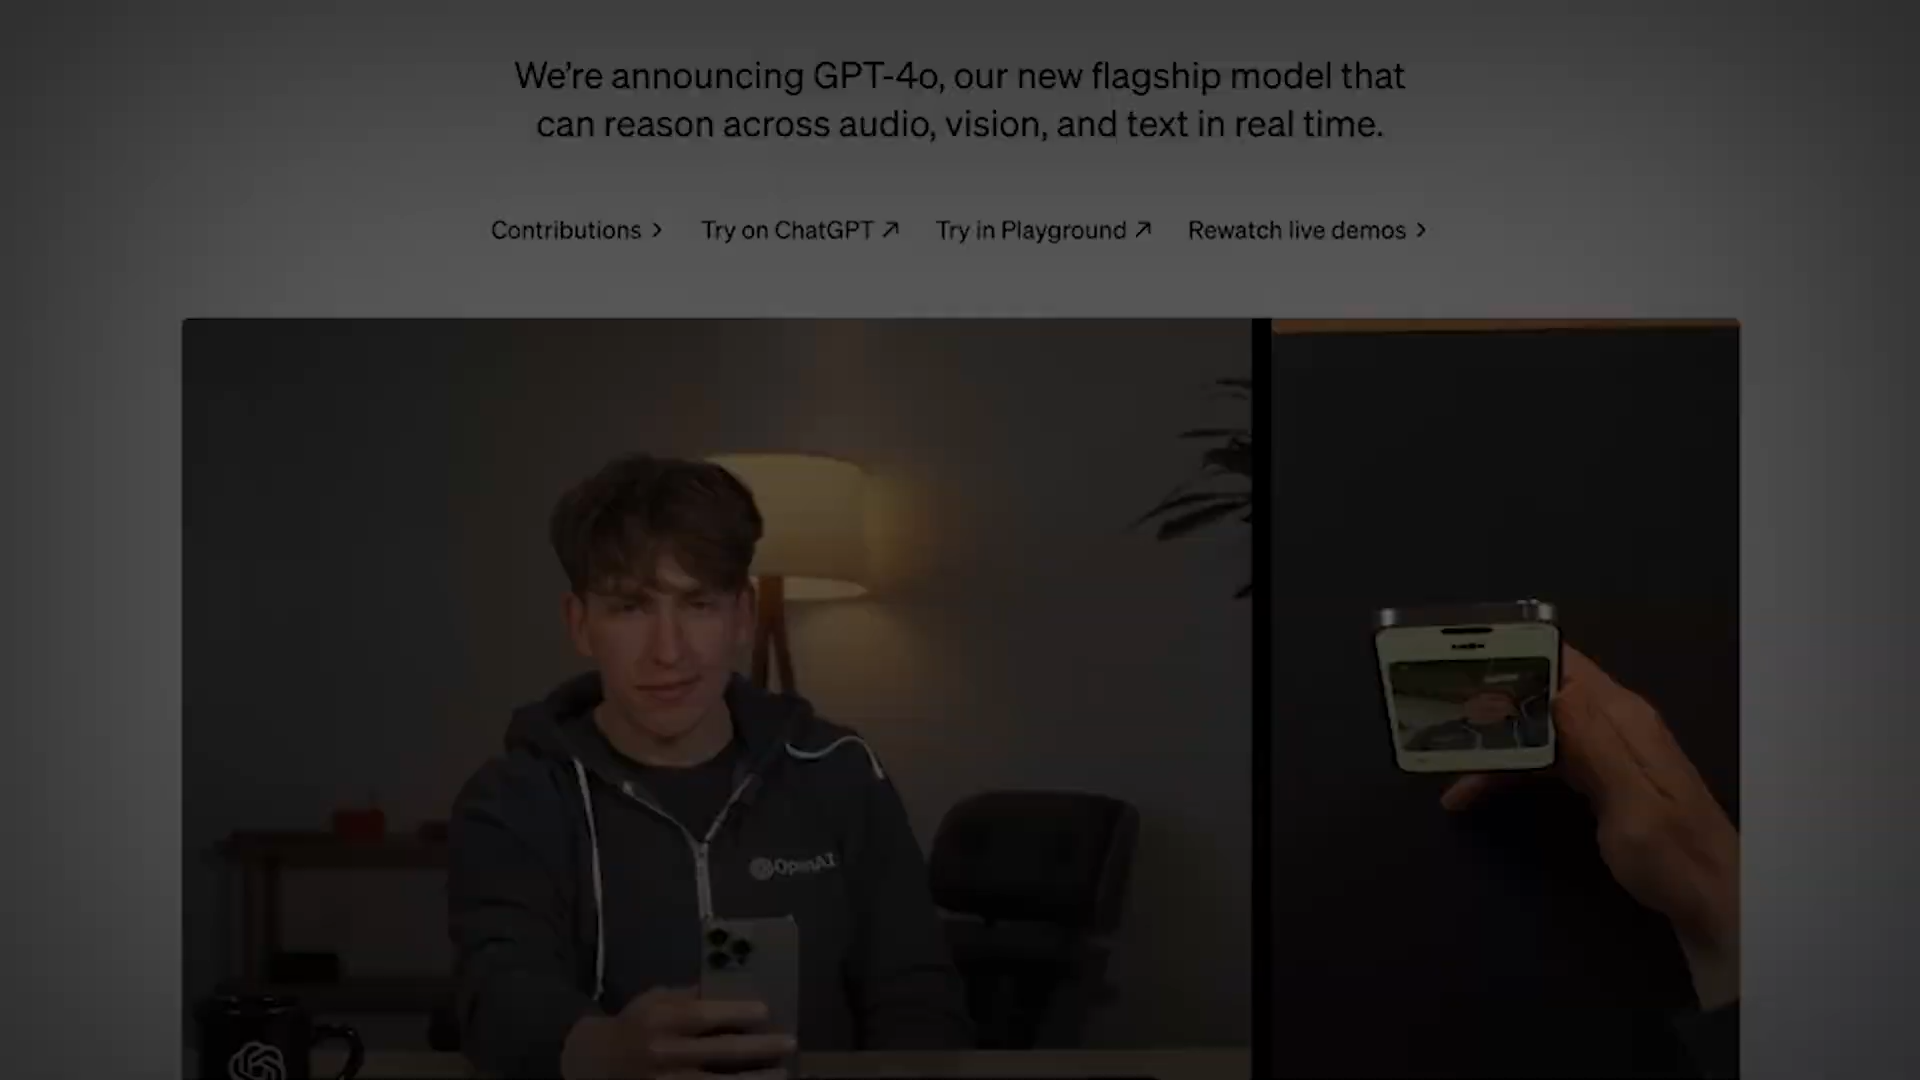 We're announcing GPT-4o, our new flagship model that
can reason across audio, vision, and text in real time.
Contributions > Try on ChatGPT ↗ Try in Playground ↗ Rewatch live demos >
OpenAI